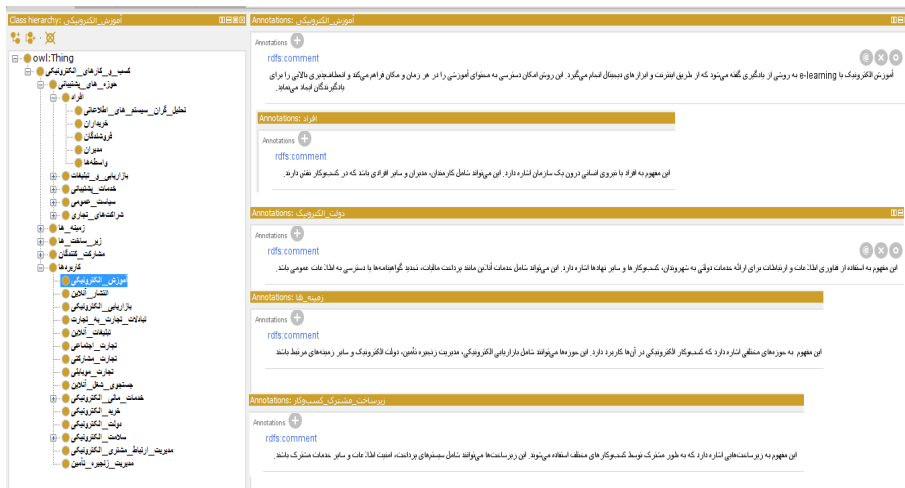 Class hierarchy: آموزش_الکترونیکی
owl:Thing
کسب_و_کارهای_الکترونیکی
حوزه_های_پشتیبانی
افراد
تحلیل_گران_سیستم_های_اطلاعاتی
خریداران
فروشندگان
مدیران
واسطه‌ها
بازاریابی_و_تبلیغات
خدمات_پشتیبانی
سیاست_عمومی
شراکت‌های_تجاری
زمینه_ها
زیر_ساخت_ها
مشارکت_کنندگان
کاربردها
آموزش_الکترونیکی
انتشار_آنلاین
بازاریابی_الکترونیکی
تبادلات_تجارت_به_تجارت
تبلیغات_آنلاین
تجارت_اجتماعی
تجارت_مشارکتی
تجارت_موبایلی
جستجوی_شغل_آنلاین
خدمات_مالی_الکترونیکی
خرید_الکترونیکی
دولت_الکترونیکی
سلامت_الکترونیکی
مدیریت_ارتباط_مشتری_الکترونیکی
مدیریت_زنجیره_تأمین
Annotations: آموزش_الکترونیکی
Annotations
rdfs:comment
آموزش الکترونیک یا e-learning به روشی از یادگیری گفته می‌شود که از طریق اینترنت و ابزارهای دیجیتال انجام می‌گیرد. این روش امکان دسترسی به محتوای آموزشی را در هر زمان و مکان فراهم می‌کند و انعطاف‌پذیری بالایی را برای
یادگیرندگان ایجاد می‌نماید.
Annotations: افراد
Annotations
rdfs:comment
این مفهوم به افراد یا نیروی انسانی درون یک سازمان اشاره دارد. این می‌تواند شامل کارمندان، مدیران و سایر افرادی باشد که در کسب‌وکار نقش دارند.
Annotations: دولت_الکترونیک
Annotations
rdfs:comment
این مفهوم به استفاده از فناوری اطلاعات و ارتباطات برای ارائه خدمات دولتی به شهروندان، کسب‌وکارها و سایر نهادها اشاره دارد. این می‌تواند شامل خدمات آنلاین مانند پرداخت مالیات، تجدید گواهینامه‌ها یا دسترسی به اطلاعات عمومی باشد.
Annotations: زمینه_ها
Annotations
rdfs:comment
این مفهوم به حوزه‌های مختلفی اشاره دارد که کسب‌وکار الکترونیکی در آن‌ها کاربرد دارد. این حوزه‌ها می‌توانند شامل بازاریابی الکترونیکی، مدیریت زنجیره تأمین، دولت الکترونیک و سایر زمینه‌های مرتبط باشند
Annotations: زیرساخت_مشترک_کسب‌وکار
Annotations
rdfs:comment
این مفهوم به زیرساخت‌هایی اشاره دارد که به طور مشترک توسط کسب‌وکارهای مختلف استفاده می‌شوند. این زیرساخت‌ها می‌توانند شامل سیستم‌های پرداخت، امنیت اطلاعات و سایر خدمات مشترک باشند.